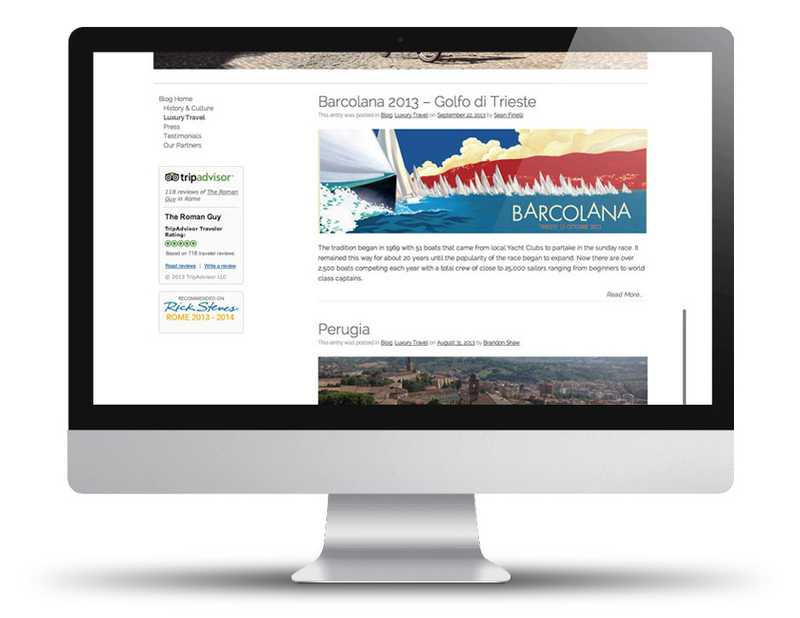 Blog Home
History & Culture
Luxury Travel
Press
Testimonials
Our Partners
tripadvisor
118 reviews of The Roman
Guy in Rome
The Roman Guy
TripAdvisor Traveler
Rating:
Based on 118 traveler reviews
Read reviews | Write a review
© 2013 TripAdvisor LLC
RECOMMENDED ON
Rick Steves
ROME 2013 - 2014
Barcolana 2013 – Golfo di Trieste
This entry was posted in Blog, Luxury Travel on September 22, 2013 by Sean Finelli
BARCOLANA
TRIESTE 13 OTTOBRE 2013
The tradition began in 1969 with 51 boats that came from local Yacht Clubs to partake in the sunday race. It
remained this way for about 20 years until the popularity of the race began to expand. Now there are over
2,500 boats competing each year with a total crew of close to 25,000 sailors ranging from beginners to world
class captains.
Read More...
Perugia
This entry was posted in Blog, Luxury Travel on August 31, 2013 by Brandon Shaw